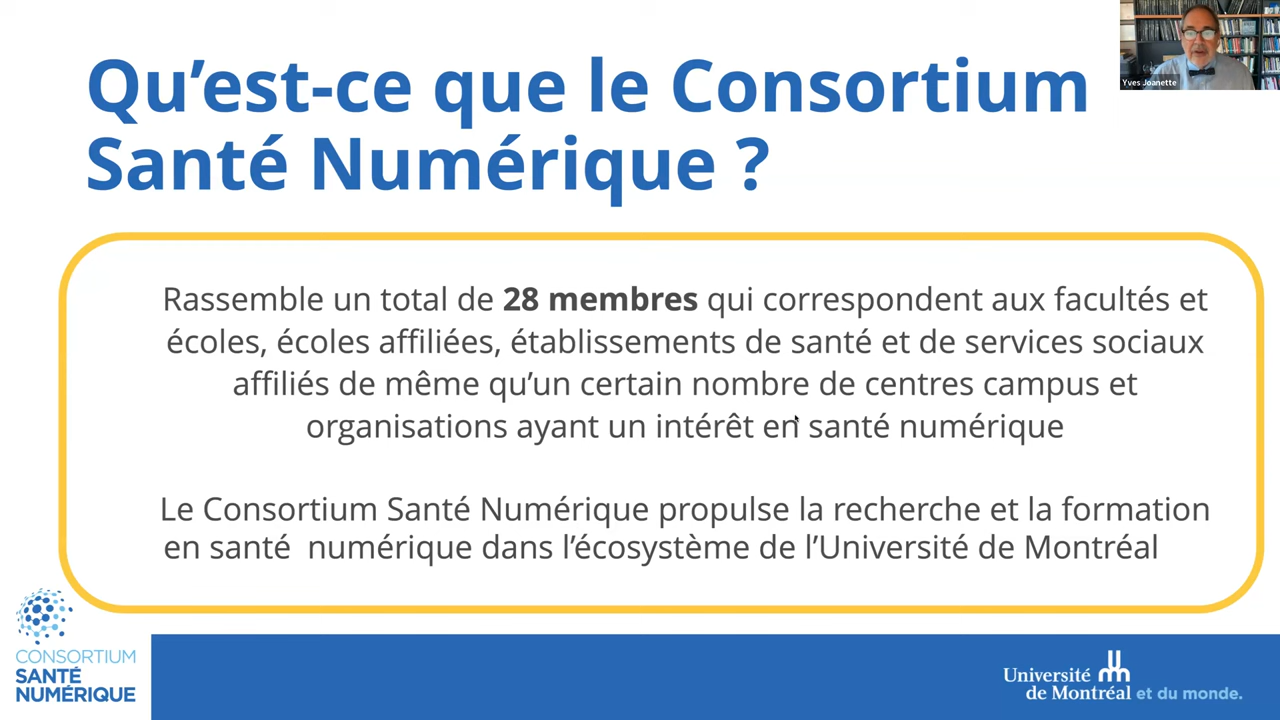 Qu’est-ce que le Consortium
Santé Numérique ?
Yves Joanette
Rassemble un total de 28 membres qui correspondent aux facultés et
écoles, écoles affiliées, établissements de santé et de services sociaux
affiliés de même qu’un certain nombre de centres campus et
organisations ayant un intérêt en santé numérique
Le Consortium Santé Numérique propulse la recherche et la formation
en santé  numérique dans l’écosystème de l’Université de Montréal
CONSORTIUM
SANTÉ
NUMÉRIQUE
Université
de Montréal et du monde.